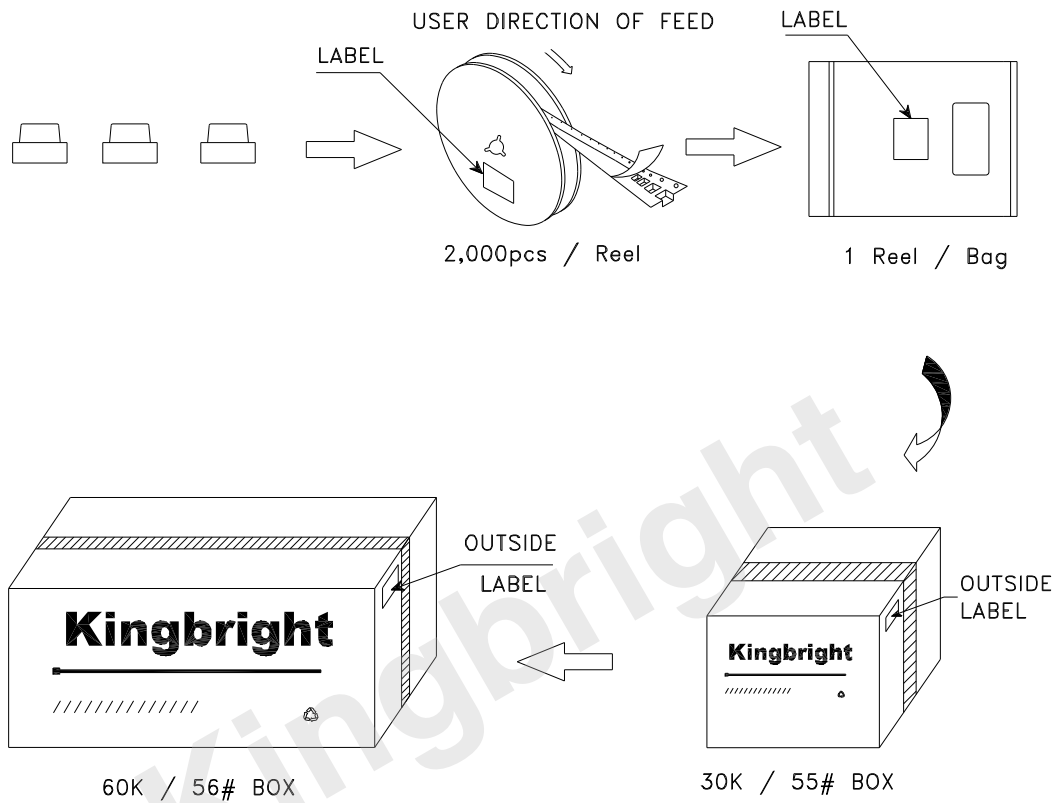 USER DIRECTION OF FEED
LABEL
LABEL
2,000pcs / Reel
1 Reel / Bag
OUTSIDE
LABEL
OUTSIDE
LABEL
Kingbright
Kingbright
60K / 56# BOX
30K / 55# BOX
Kingbright